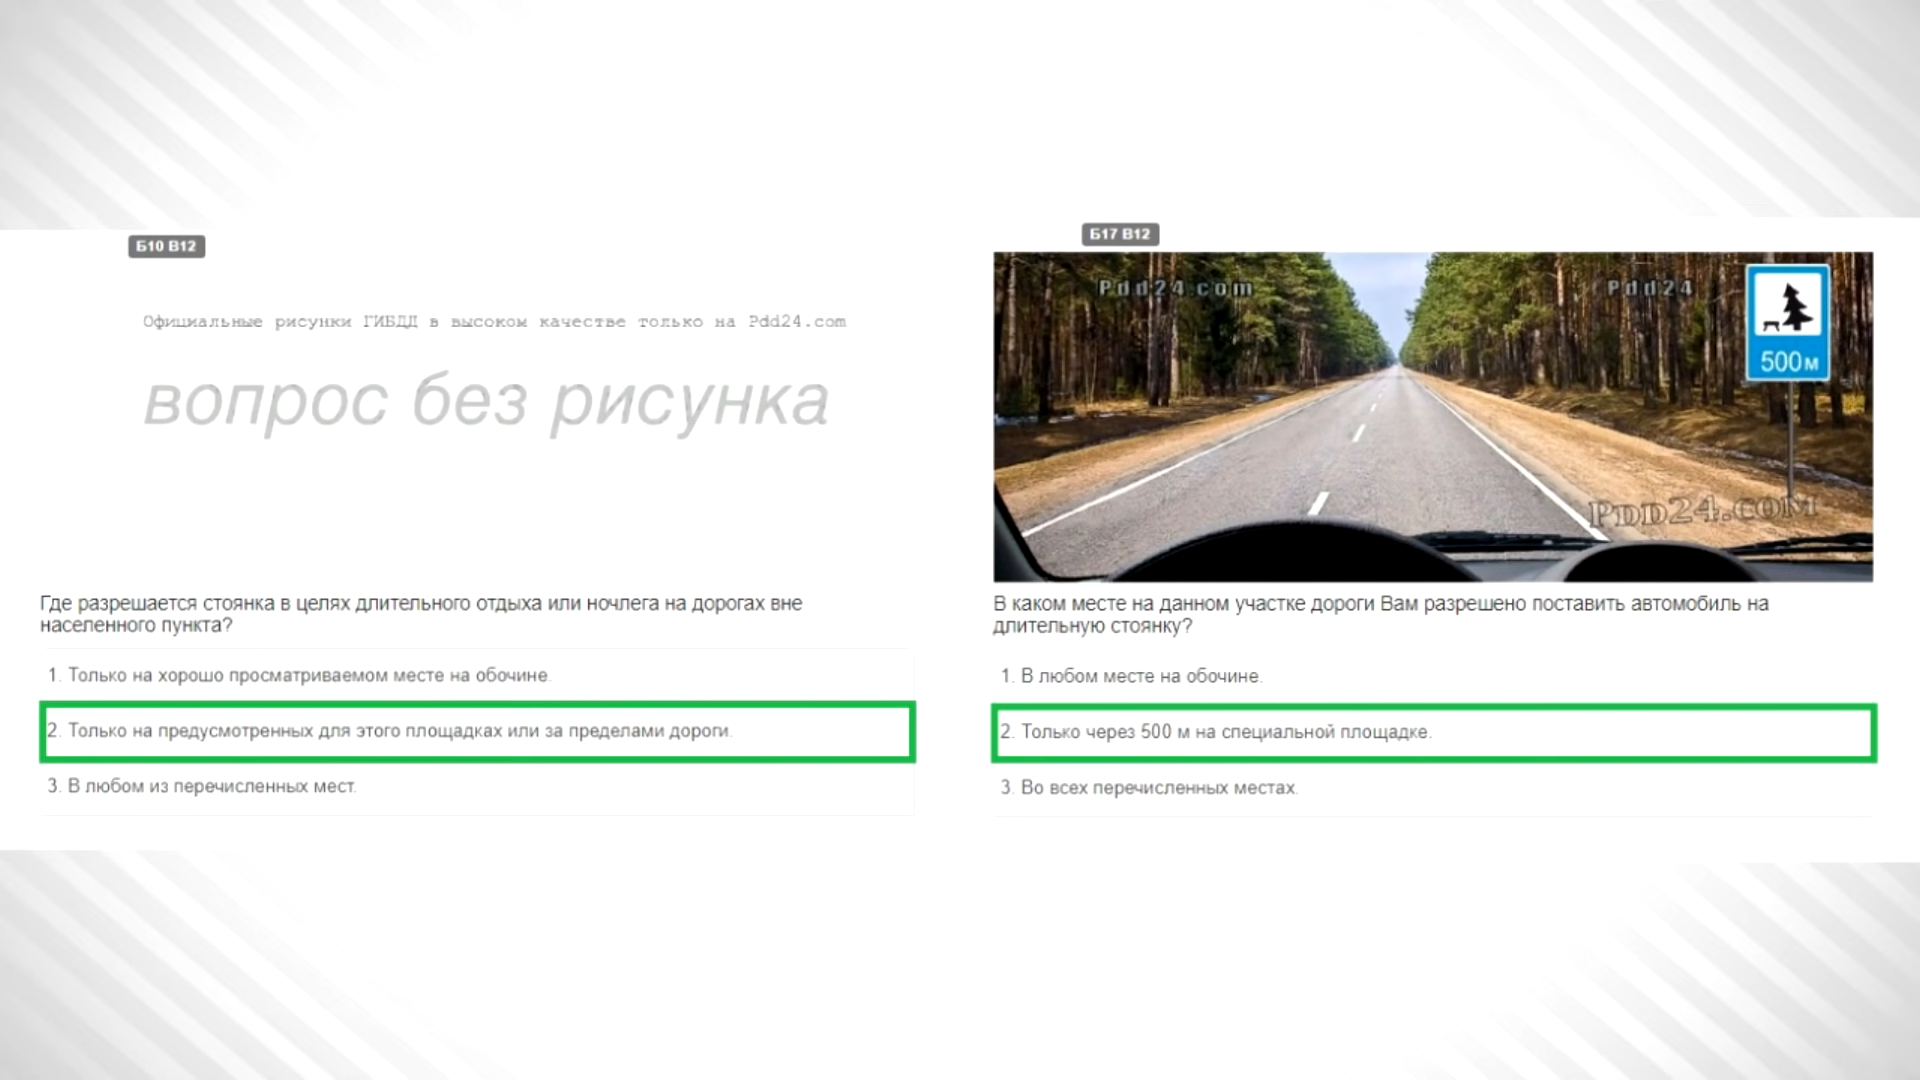 Б10 В12
Официальные рисунки ГИБДД в высоком качестве только на Pdd24.com
вопрос без рисунка
Где разрешается стоянка в целях длительного отдыха или ночлега на дорогах вне
населенного пункта?
1. Только на хорошо просматриваемом месте на обочине.
2. Только на предусмотренных для этого площадках или за пределами дороги.
3. В любом из перечисленных мест.
Б17 В12
Pdd24.com
Pdd24
500 м
PDD24.COM
В каком месте на данном участке дороги Вам разрешено поставить автомобиль на
длительную стоянку?
1. В любом месте на обочине.
2. Только через 500 м на специальной площадке.
3. Во всех перечисленных местах.